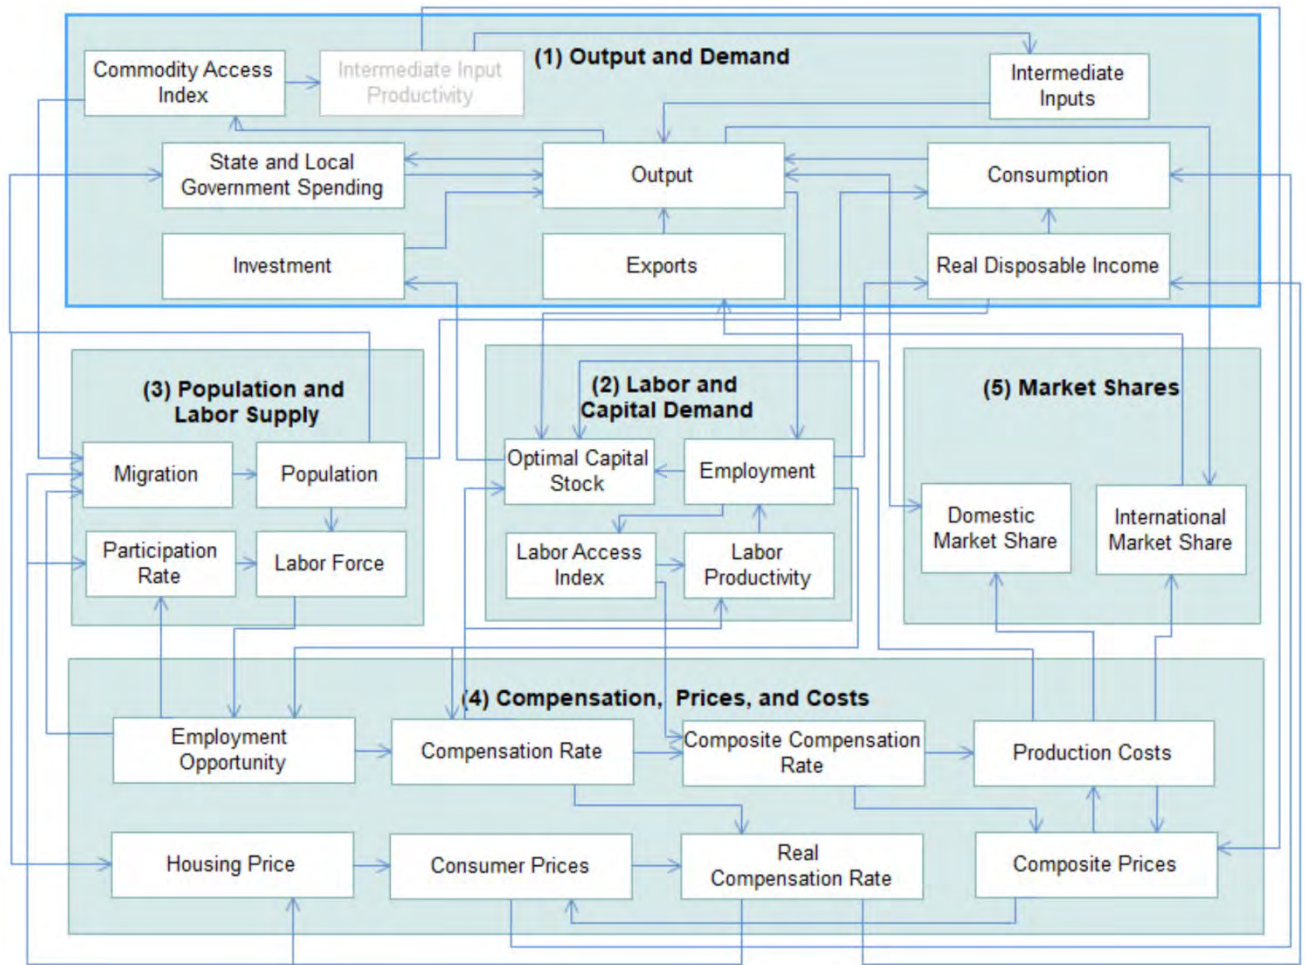 (1) Output and Demand
Commodity Access
Index
Intermediate Input
Productivity
Intermediate
Inputs
State and Local
Government Spending
Output
Consumption
Investment
Exports
Real Disposable Income
(3) Population and
Labor Supply
Migration
Population
Participation
Rate
Labor Force
(2) Labor and
Capital Demand
Optimal Capital
Stock
Employment
Labor Access
Index
Labor
Productivity
(5) Market Shares
Domestic
Market Share
International
Market Share
(4) Compensation, Prices, and Costs
Employment
Opportunity
Compensation Rate
Composite Compensation
Rate
Production Costs
Housing Price
Consumer Prices
Real
Compensation Rate
Composite Prices